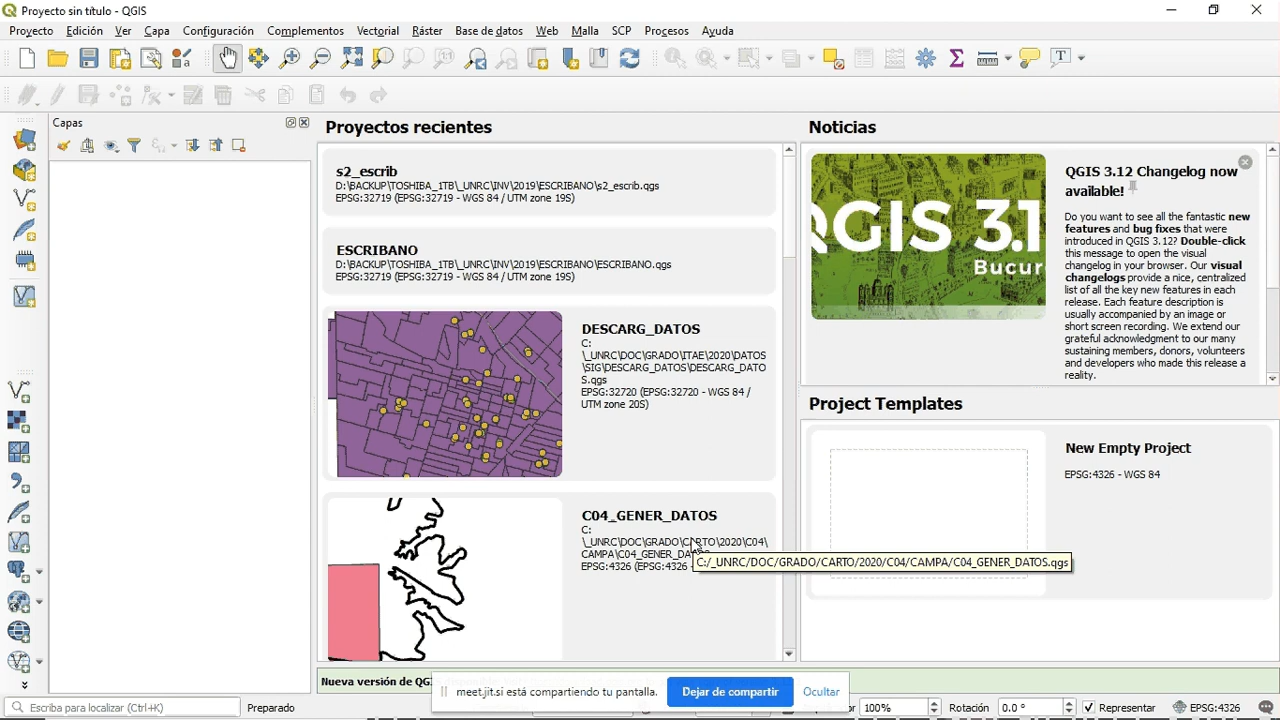 Proyecto sin título - QGIS
Proyecto Edición Ver Capa Configuración Complementos Vectorial Ráster Base de datos Web Malla SCP Procesos Ayuda
Capas
Proyectos recientes
s2_escrib
D:\BACKUP\TOSHIBA_1TB\_UNRC\INV\2019\ESCRIBANO\s2_escrib.qgs
EPSG:32719 (EPSG:32719 - WGS 84 / UTM zone 19S)
ESCRIBANO
D:\BACKUP\TOSHIBA_1TB\_UNRC\INV\2019\ESCRIBANO\ESCRIBANO.qgs
EPSG:32719 (EPSG:32719 - WGS 84 / UTM zone 19S)
DESCARG_DATOS
C:
\_UNRC\DOC\GRADO\ITAE\2020\DATOS
\SIG\DESCARG_DATOS\DESCARG_DATO
S.qgs
EPSG:32720 (EPSG:32720 - WGS 84 /
UTM zone 20S)
C04_GENER_DATOS
C:
\_UNRC\DOC\GRADO\CARTO\2020\C04\
CAMPA\C04_GENER_DA
EPSG:4326 (EPSG:4326
C:/_UNRC/DOC/GRADO/CARTO/2020/C04/CAMPA/C04_GENER_DATOS.qgs
Noticias
QGIS 3.1
Bucur
QGIS 3.12 Changelog now
available!
Do you want to see all the fantastic new
features and bug fixes that were
introduced in QGIS 3.12? Double-click
this message to open the visual
changelog in your browser. Our visual
changelogs provide a nice, centralized
list of all the key new features in each
release. Each feature description is
usually accompanied by an image or
short screen recording. We extend our
grateful acknowledgment to our many
sustaining members, donors, volunteers
and developers who made this release a
reality.
Project Templates
New Empty Project
EPSG:4326 - WGS 84
Nueva versión de QG
meet.jit.si está compartiendo tu pantalla. Dejar de compartir Ocultar
Escriba para localizar (Ctrl+K) Preparado or 100% Rotación 0.0 ° Representar EPSG:4326